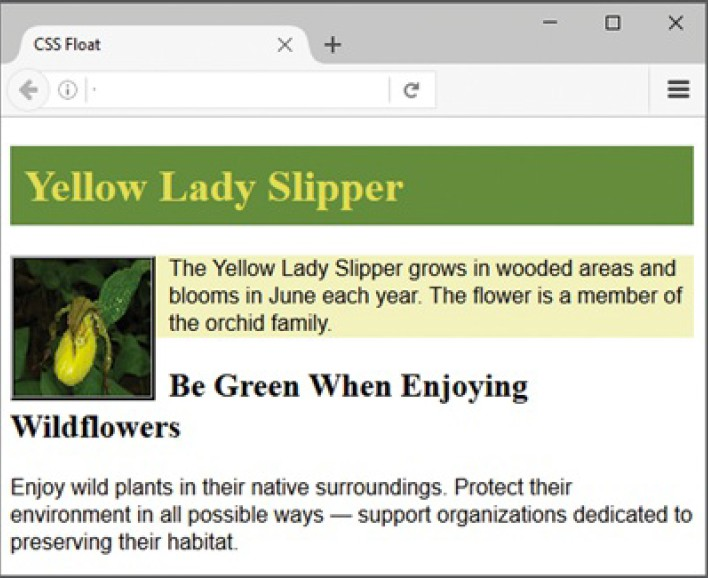 CSS Float
Yellow Lady Slipper
The Yellow Lady Slipper grows in wooded areas and
blooms in June each year. The flower is a member of
the orchid family.
Be Green When Enjoying
Wildflowers
Enjoy wild plants in their native surroundings. Protect their
environment in all possible ways — support organizations dedicated to
preserving their habitat.